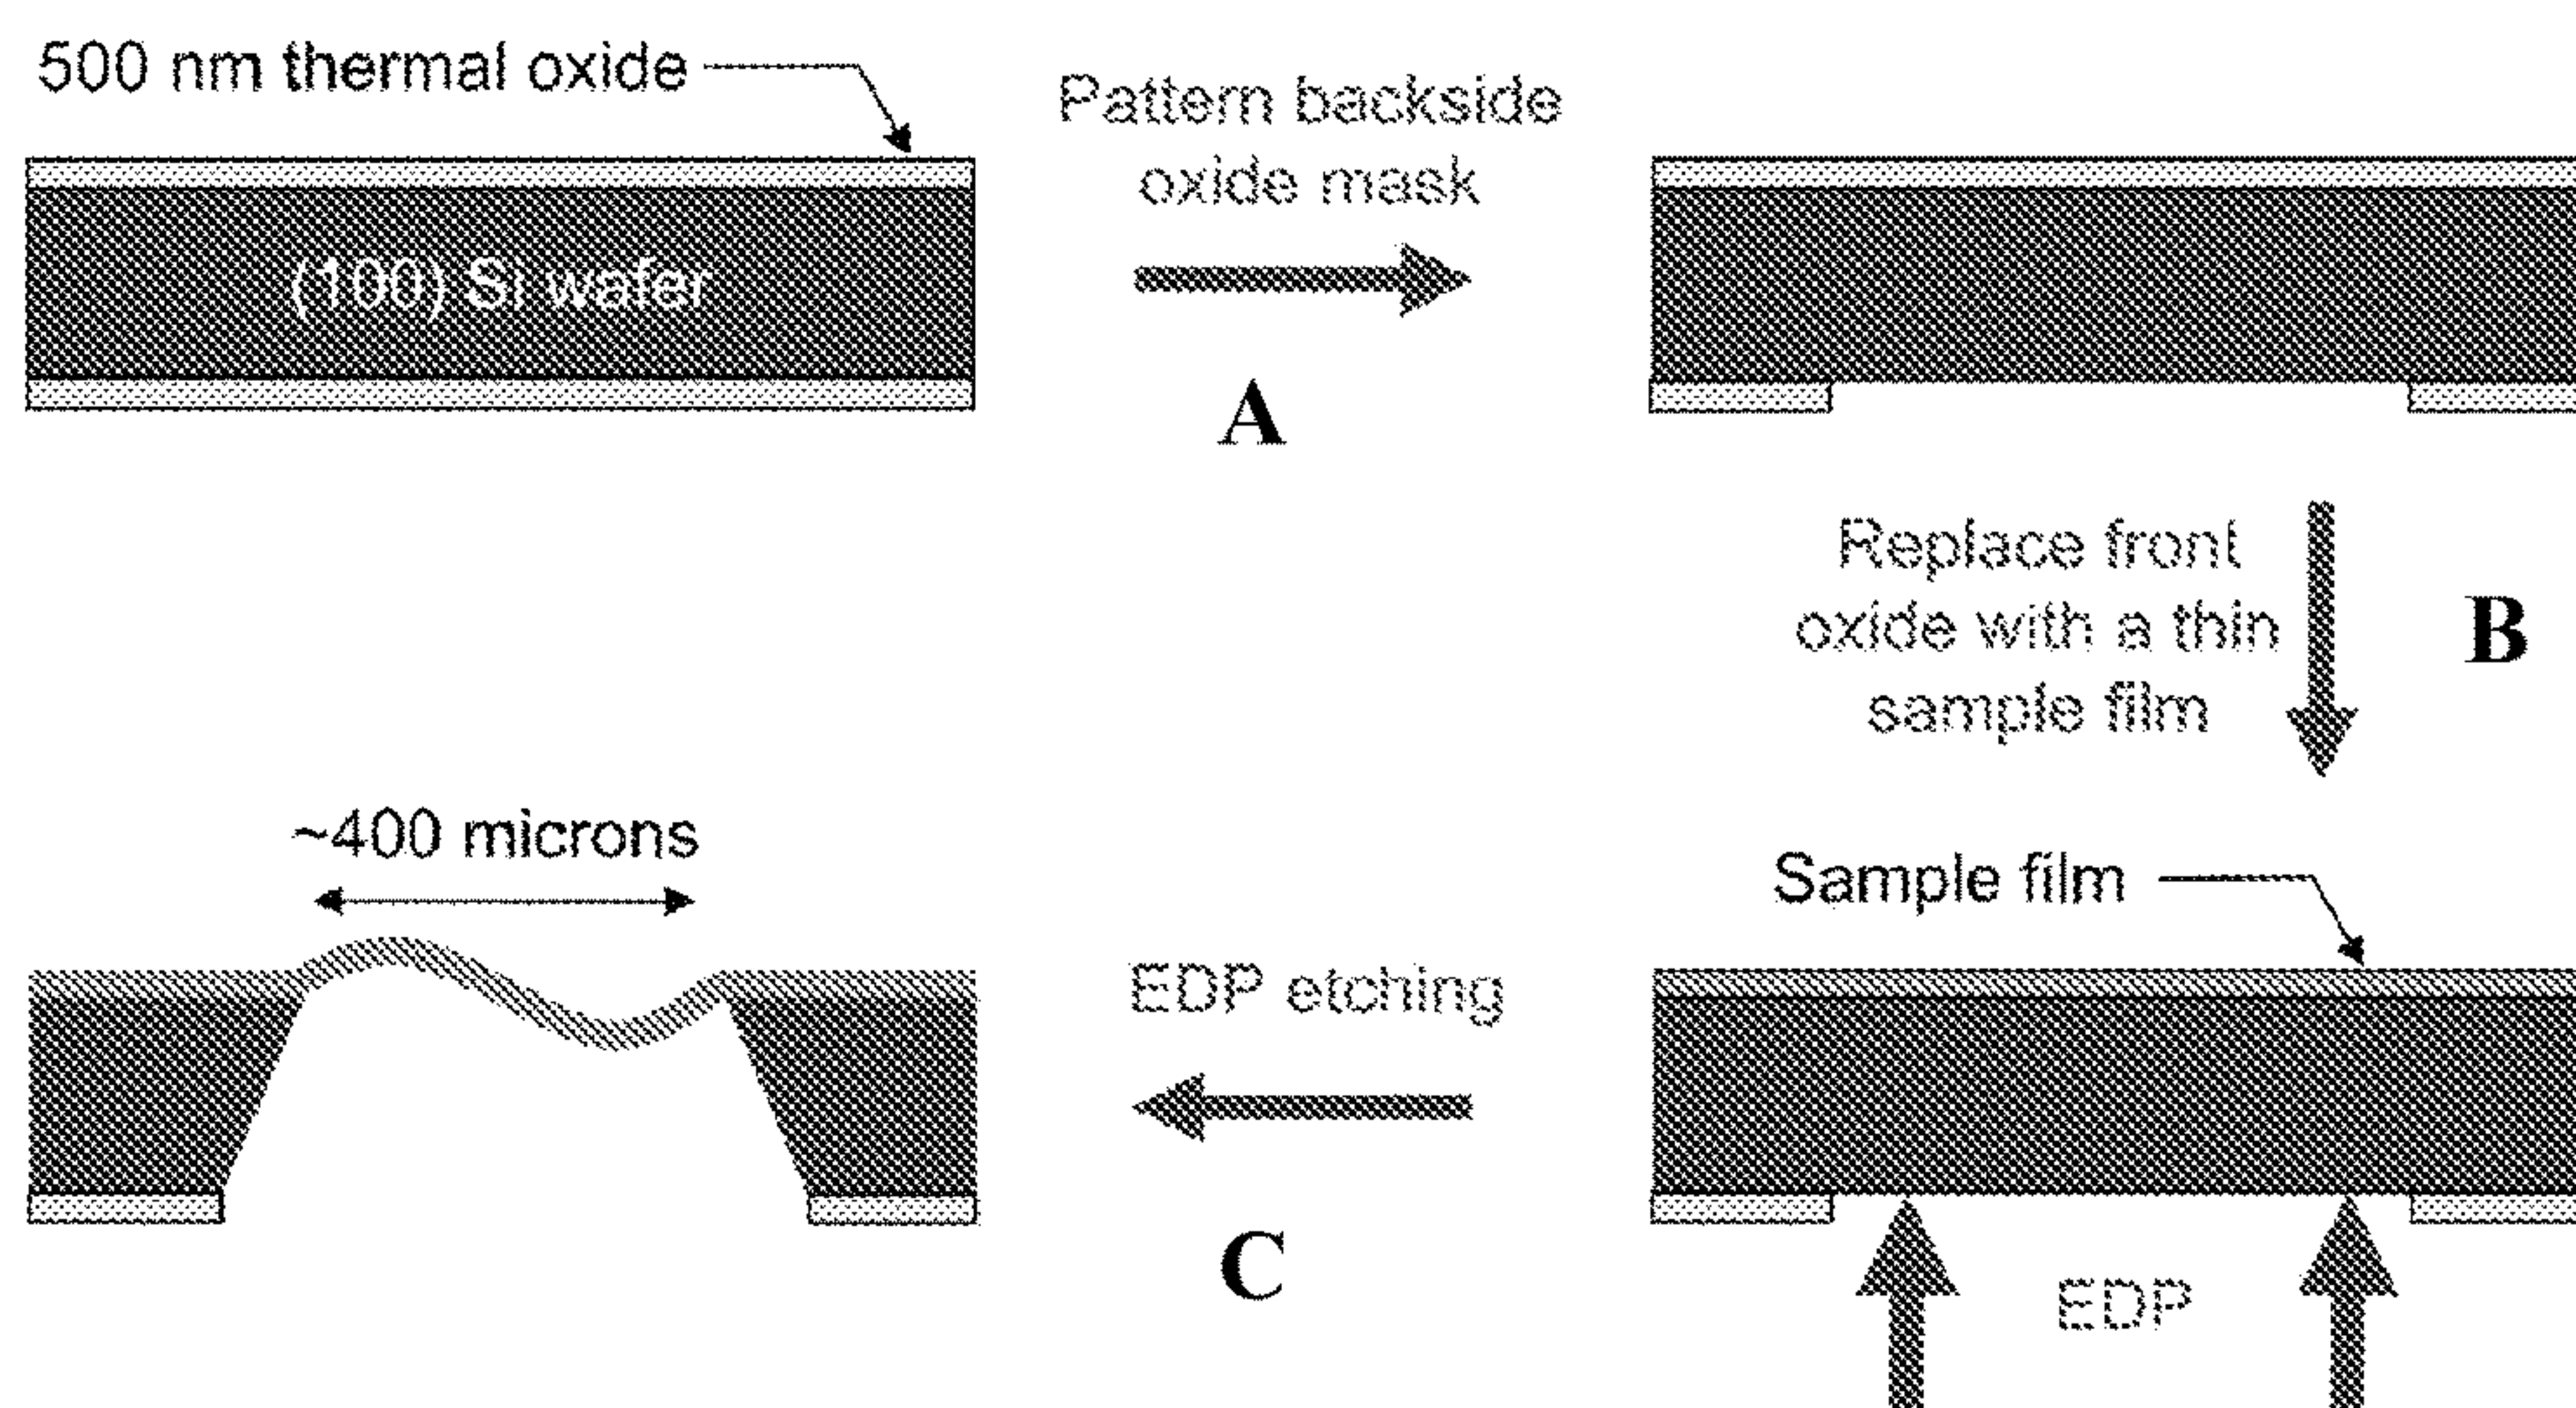 500 nm thermal oxide
Pattern backside
oxide mask
(100) Si wafer
A
Replace front
oxide with a thin
sample film
B
~400 microns
Sample film
EDP etching
C
EDP